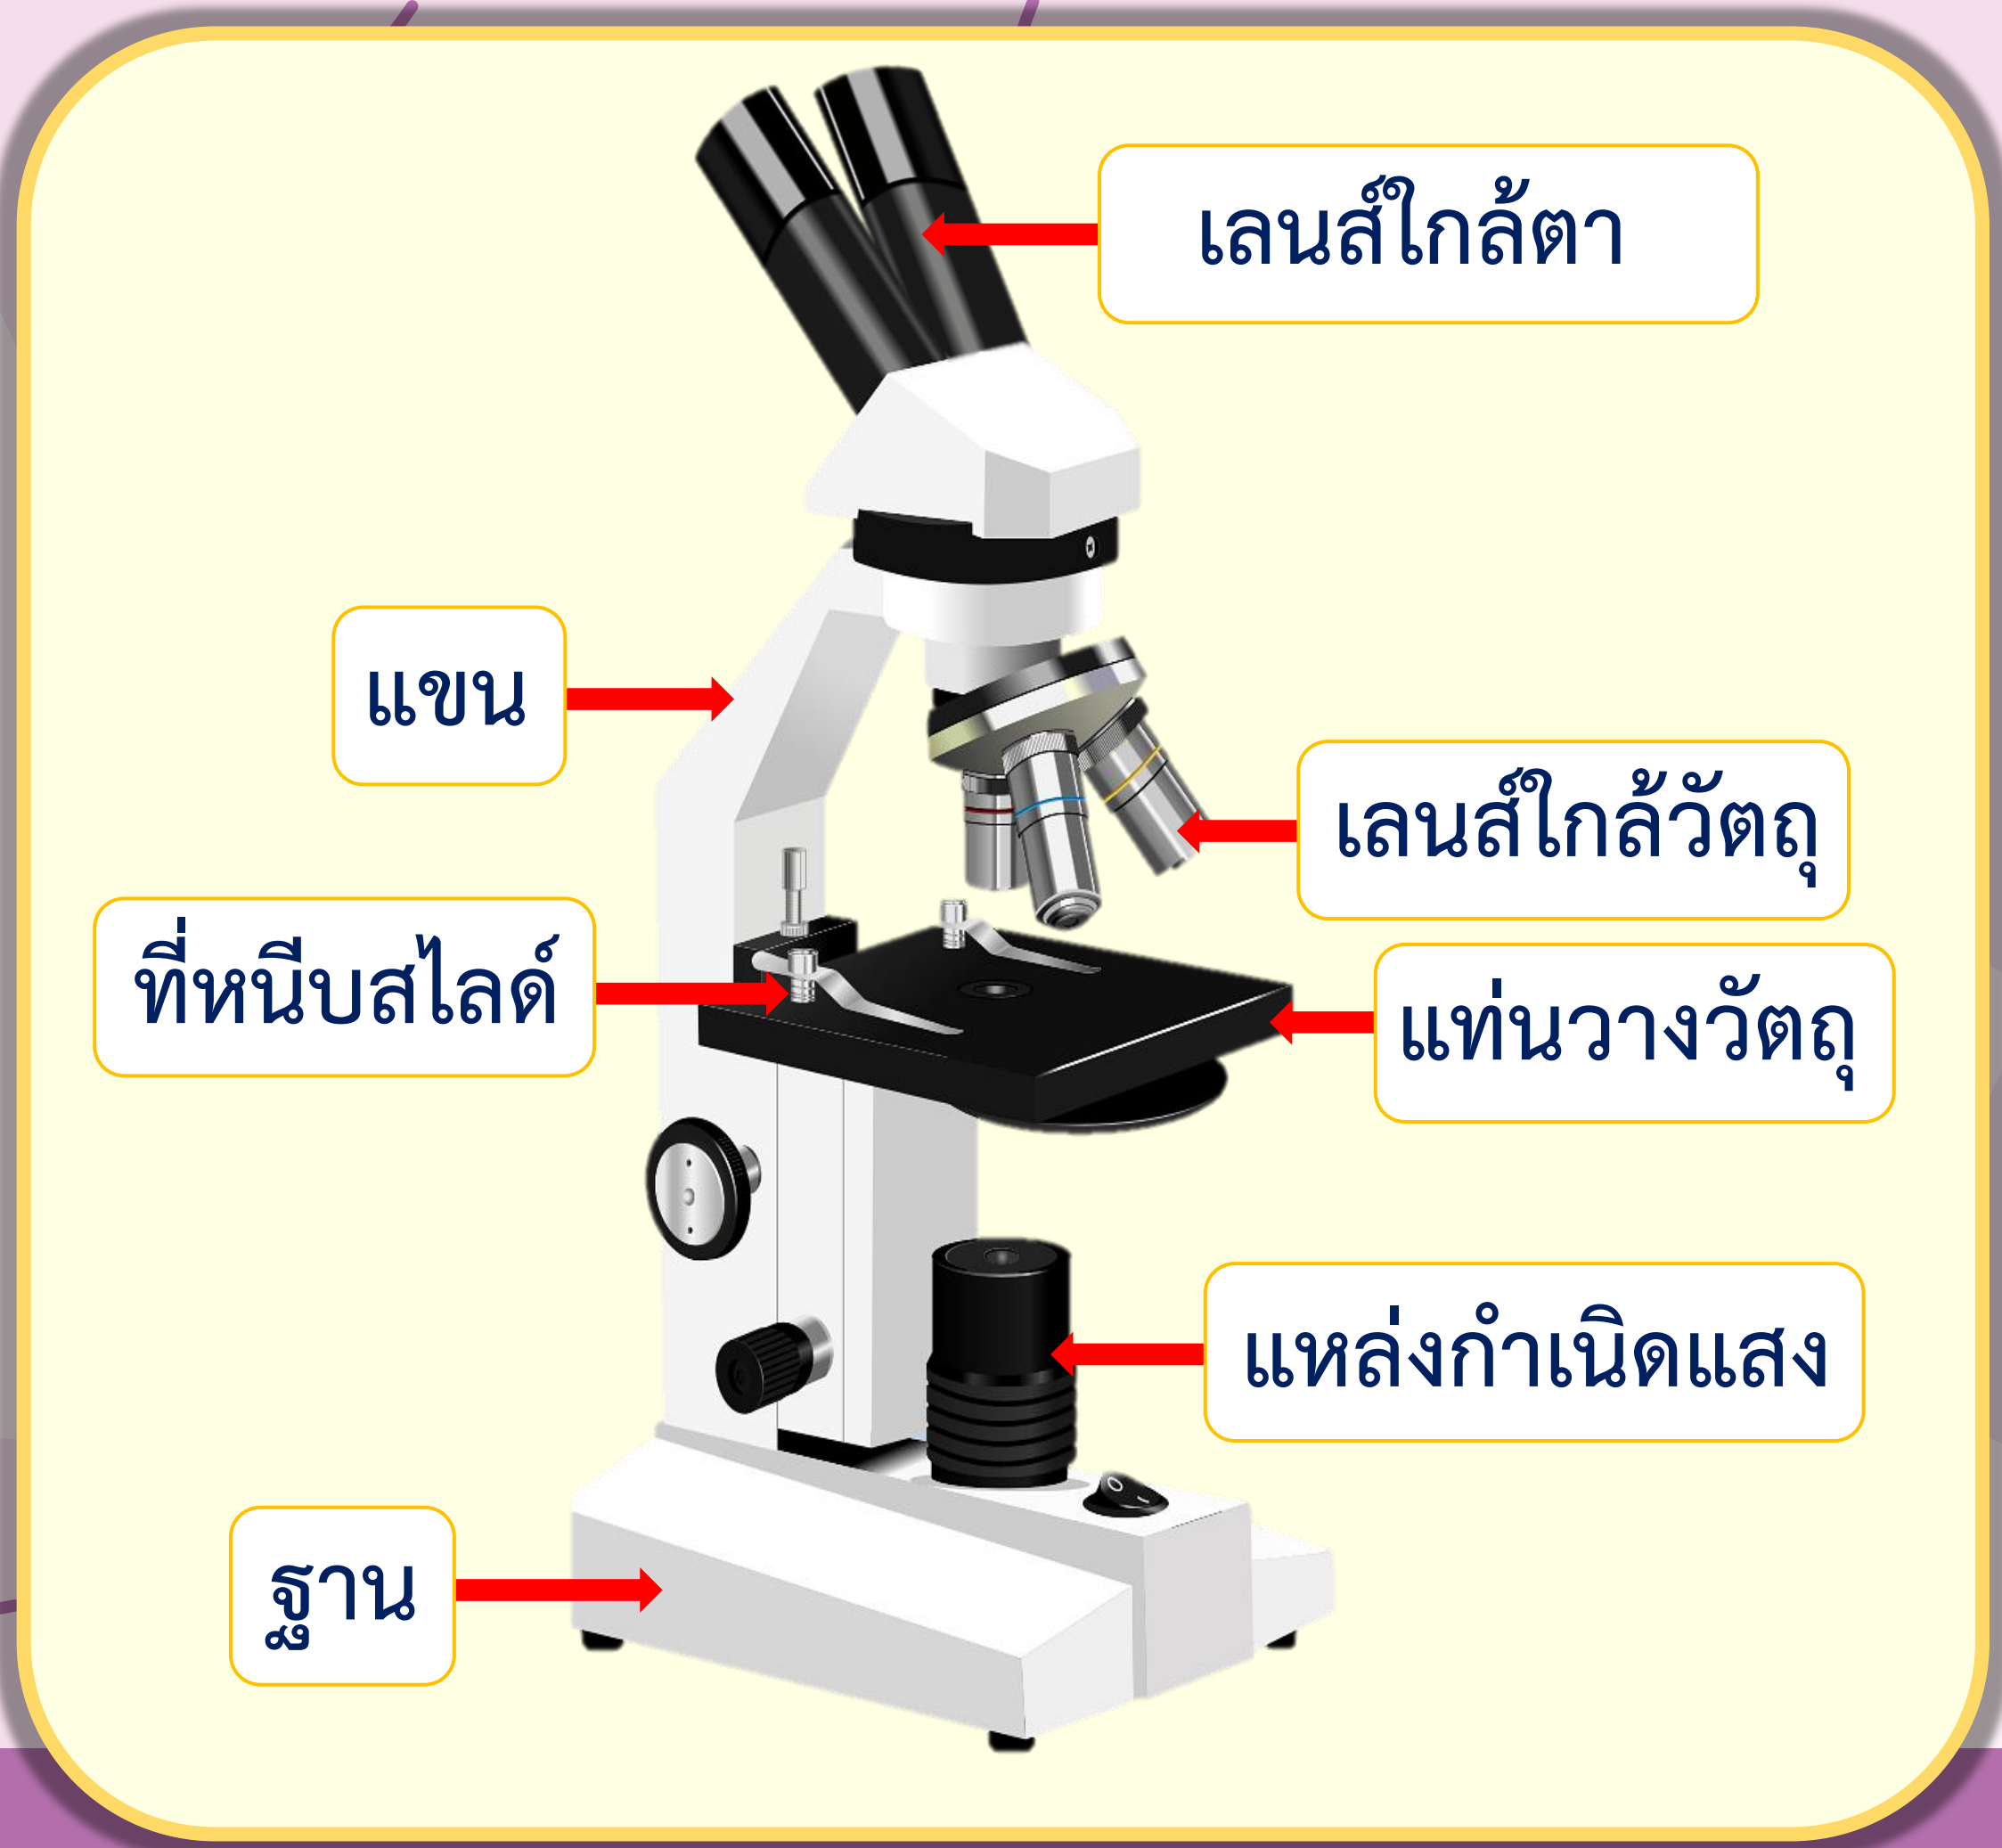 เลนส์ใกล้ตา
แขน
เลนส์ใกล้วัตถุ
ที่หนีบสไลด์
แท่นวางวัตถุ
แหล่งกำเนิดแสง
ฐาน